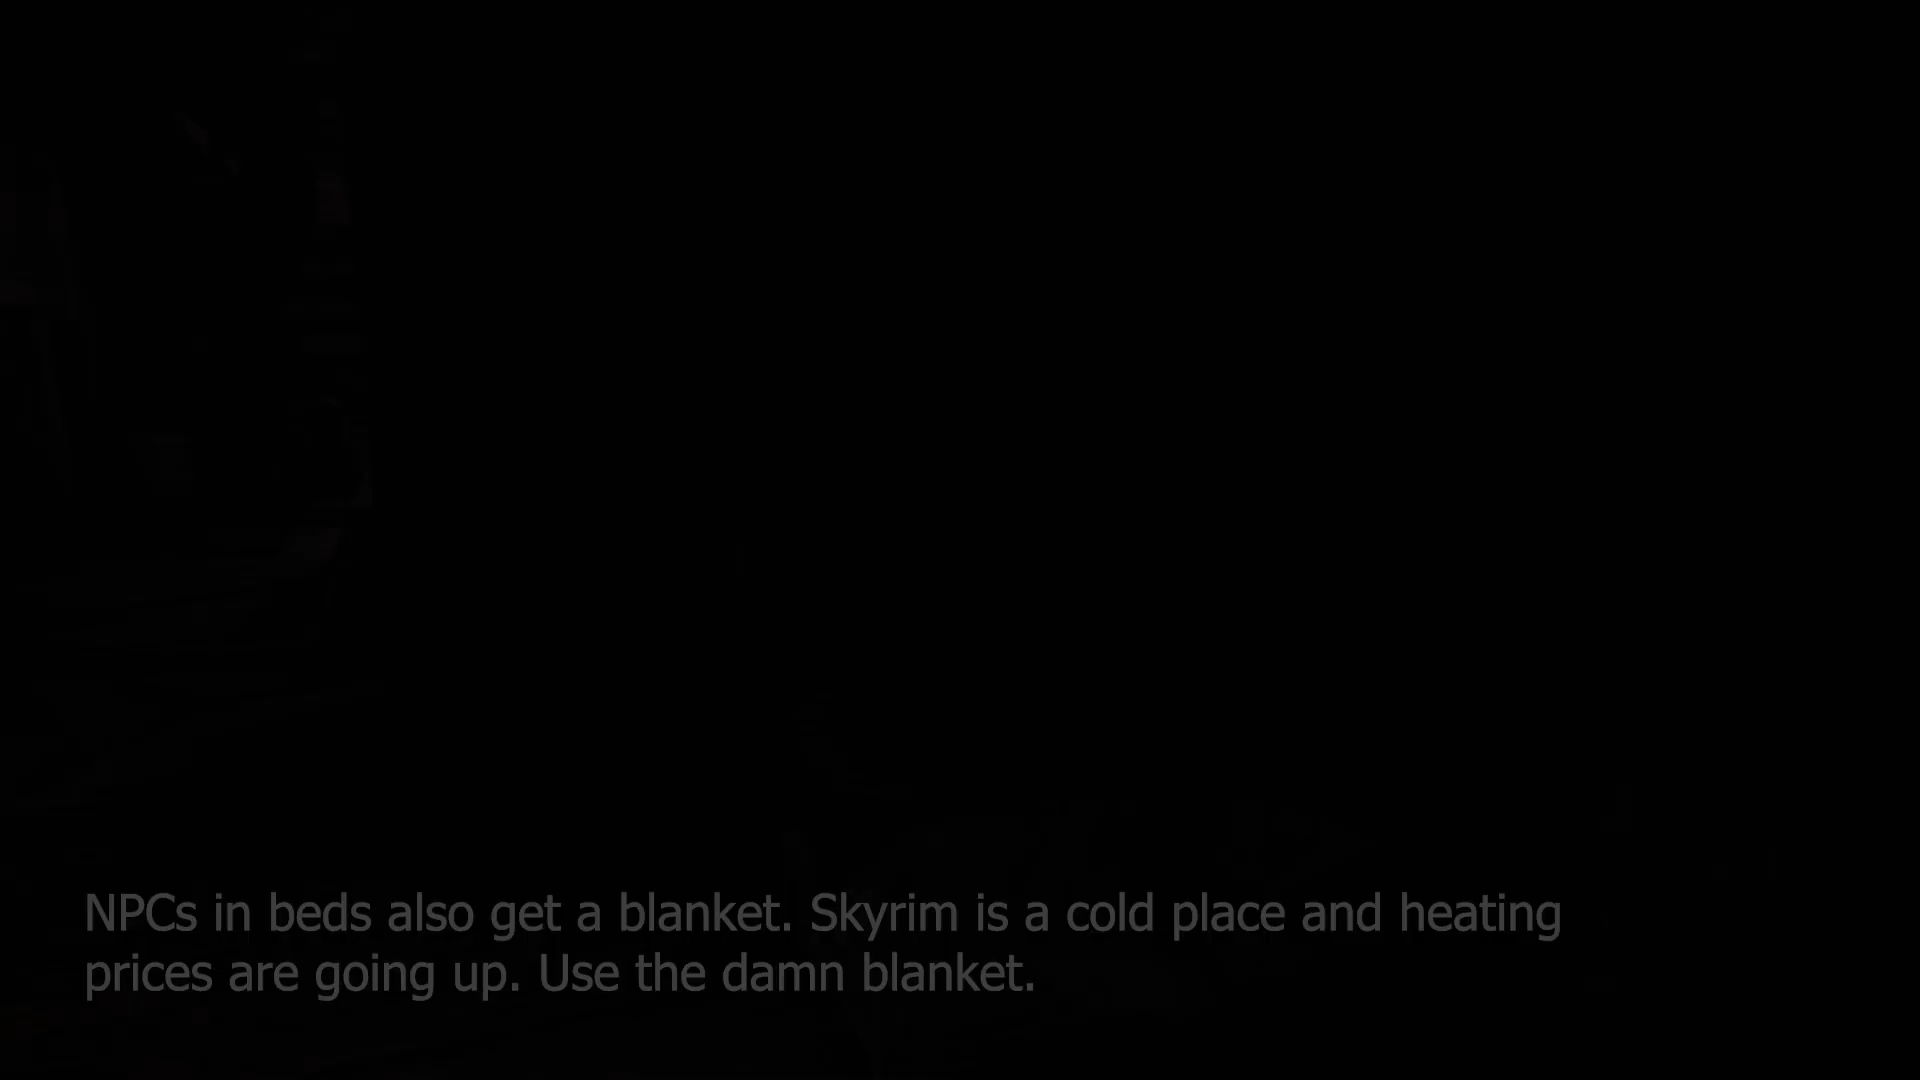 NPCs in beds also get a blanket. Skyrim is a cold place and heating
prices are going up. Use the damn blanket.